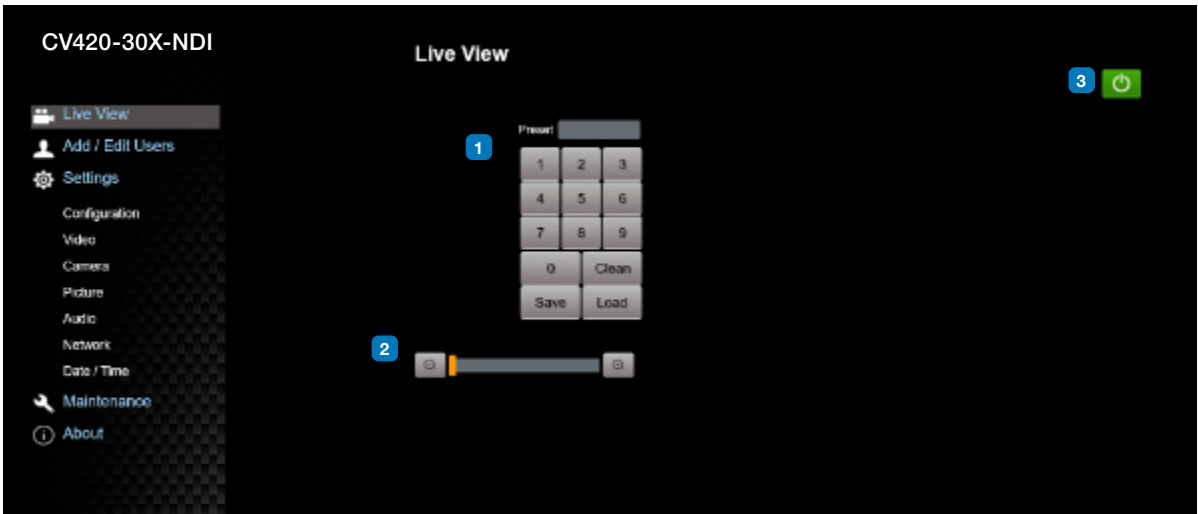 CV420-30X-NDI
Live View
Add / Edit Users
Settings
Configuration
Video
Camera
Picture
Audio
Network
Date / Time
Maintenance
About
Live View
3
1
Preset
1 2 3
4 5 6
7 8 9
0 Clean
Save Load
2